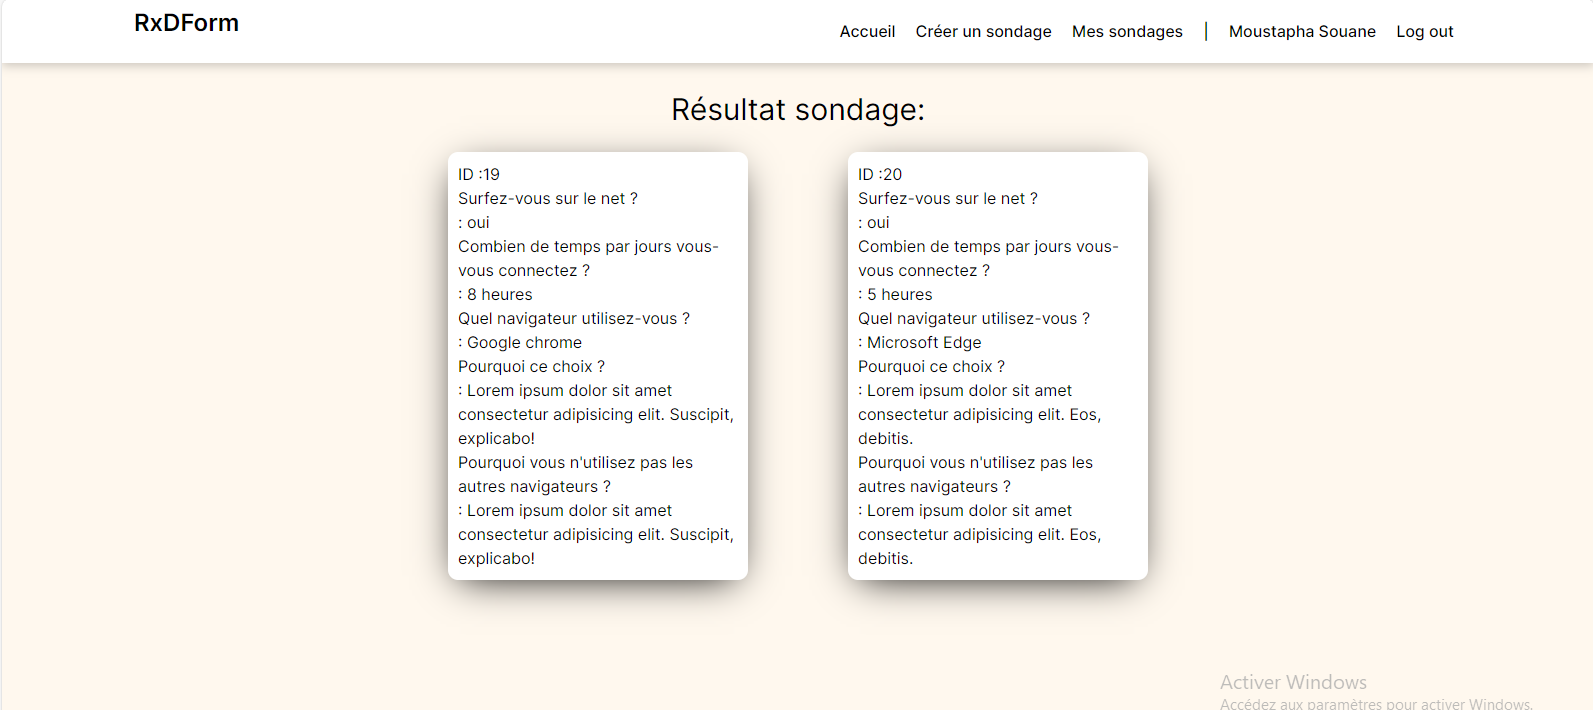 RxDForm
Accueil Créer un sondage Mes sondages | Moustapha Souane Log out
Résultat sondage:
ID :19
Surfez-vous sur le net ?
: oui
Combien de temps par jours vous-
vous connectez ?
: 8 heures
Quel navigateur utilisez-vous ?
: Google chrome
Pourquoi ce choix ?
: Lorem ipsum dolor sit amet
consectetur adipisicing elit. Suscipit,
explicabo!
Pourquoi vous n'utilisez pas les
autres navigateurs ?
: Lorem ipsum dolor sit amet
consectetur adipisicing elit. Suscipit,
explicabo!
ID :20
Surfez-vous sur le net ?
: oui
Combien de temps par jours vous-
vous connectez ?
: 5 heures
Quel navigateur utilisez-vous ?
: Microsoft Edge
Pourquoi ce choix ?
: Lorem ipsum dolor sit amet
consectetur adipisicing elit. Eos,
debitis.
Pourquoi vous n'utilisez pas les
autres navigateurs ?
: Lorem ipsum dolor sit amet
consectetur adipisicing elit. Eos,
debitis.
Activer Windows
Accédez aux paramètres pour activer Windows.